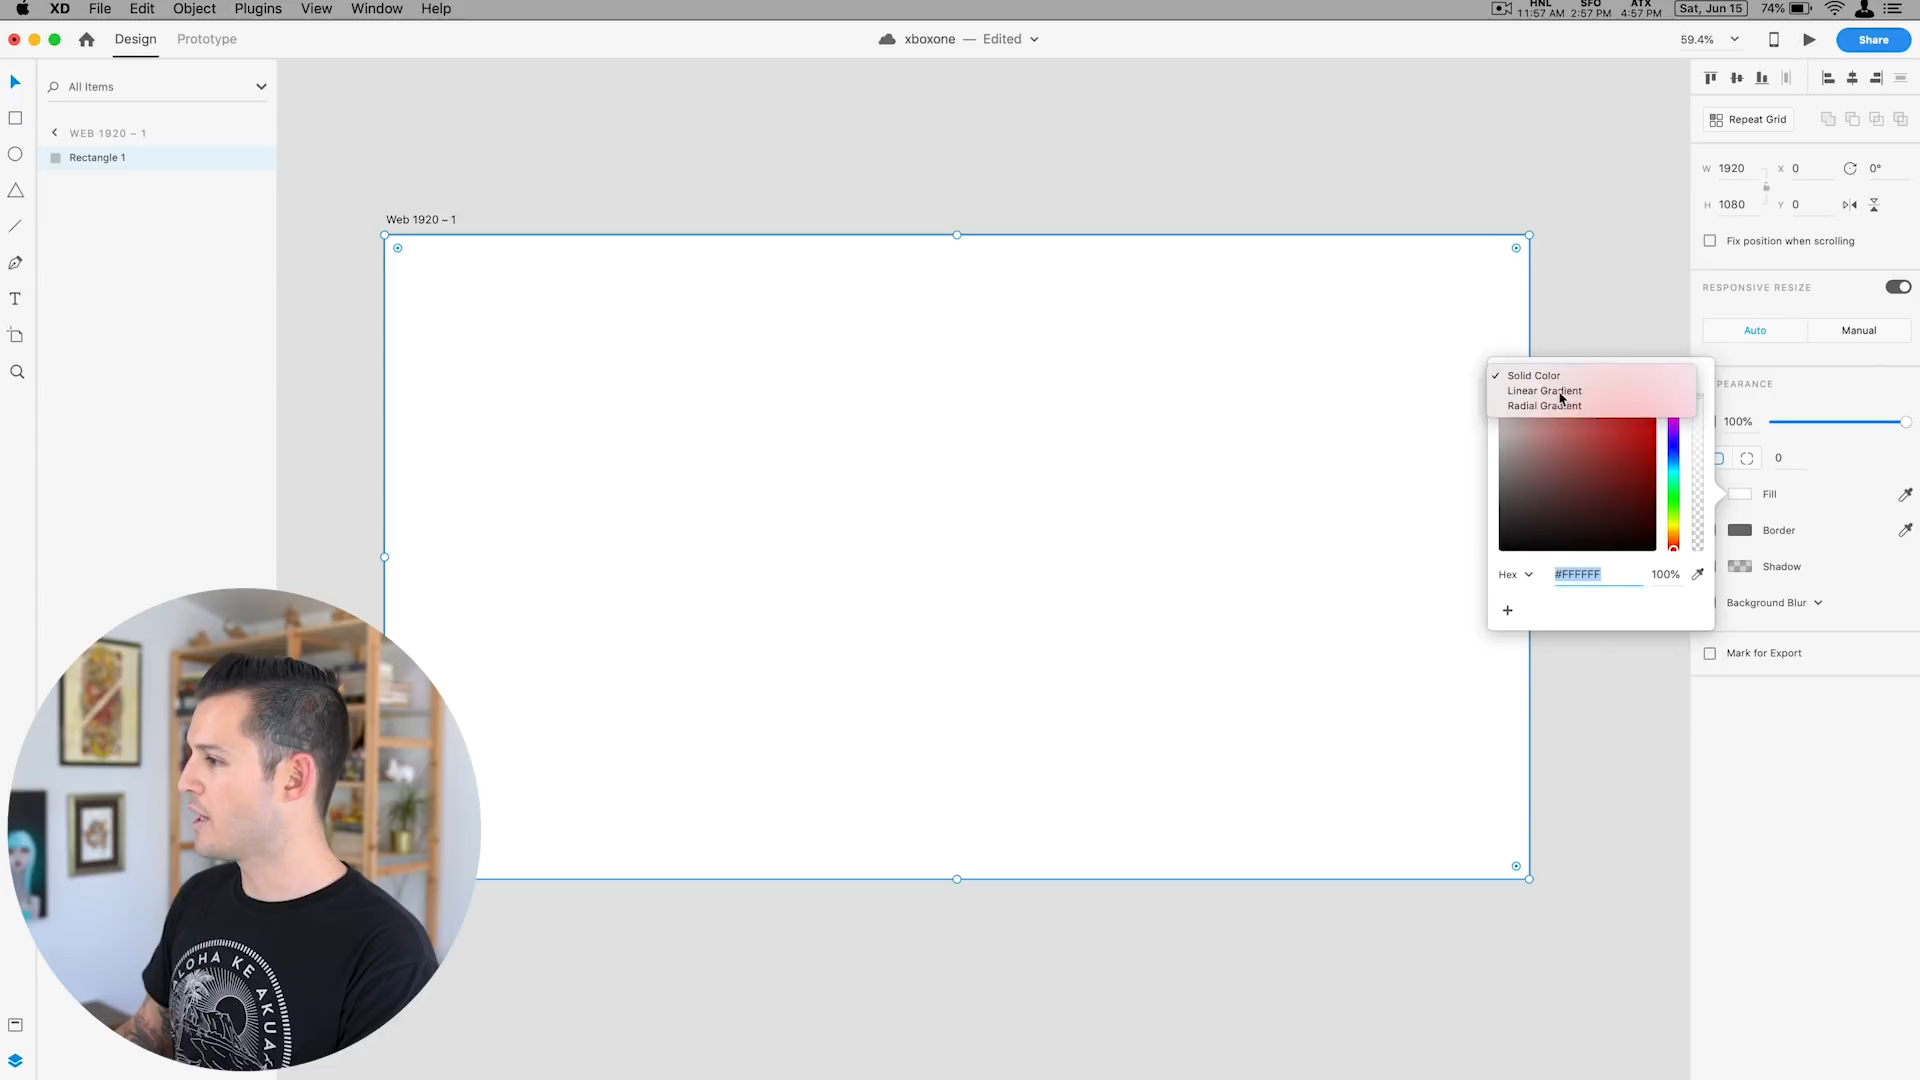 XD File Edit Object Plugins View Window Help
HNL SFO ATX
11:57 AM 2:57 PM 4:57 PM
Sat, Jun 15
74%
Design Prototype
xboxone — Edited
59.4%
Share
All Items
WEB 1920 – 1
Rectangle 1
Web 1920 – 1
Repeat Grid
W 1920 X 0 0°
H 1080 Y 0
Fix position when scrolling
RESPONSIVE RESIZE
Auto Manual
Solid Color
Linear Gradient
Radial Gradient
PEARANCE
100%
0
Fill
Border
Shadow
Hex #FFFFFF 100%
+
Background Blur
Mark for Export
ALOHA KE AKUA